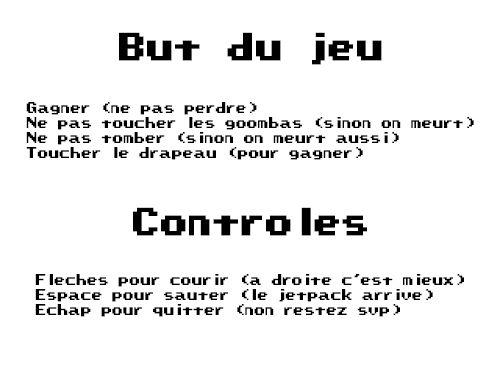 But du jeu
Gagner (ne pas perdre)
Ne pas toucher les goombas (sinon on meurt)
Ne pas tomber (sinon on meurt aussi)
Toucher le drapeau (pour gagner)
Controles
Fleches pour courir (a droite c'est mieux)
Espace pour sauter (le jetpack arrive)
Echap pour quitter (non restez svp)